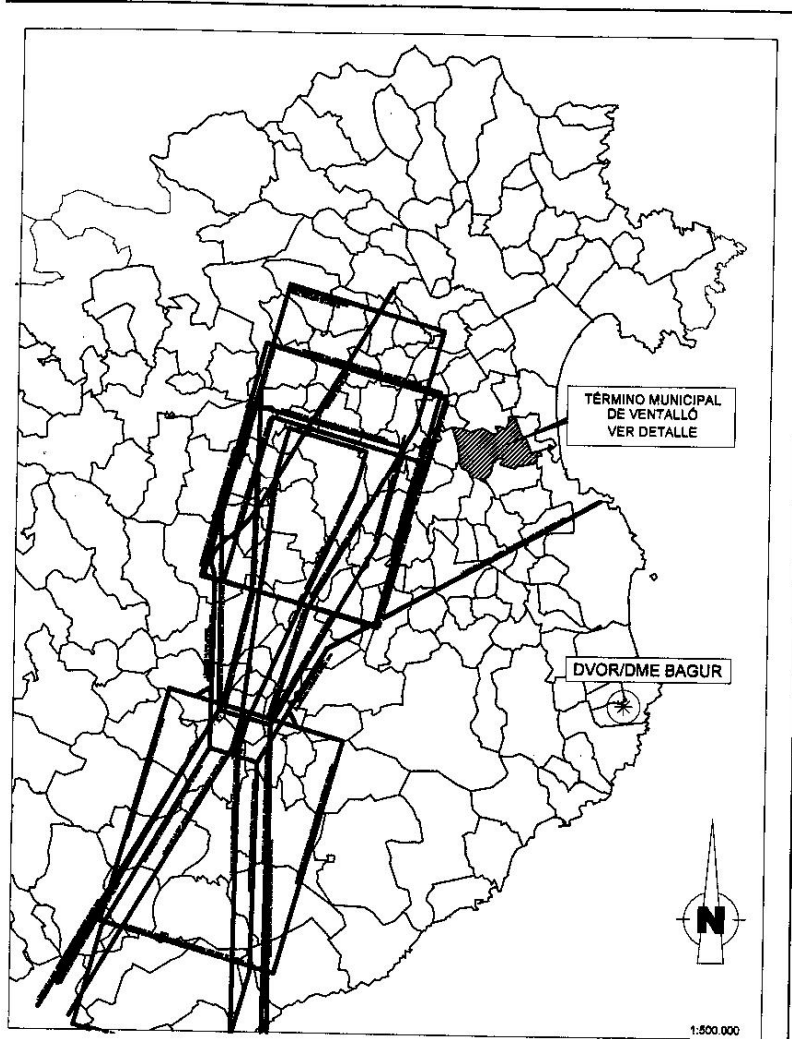 TÉRMINO MUNICIPAL
DE VENTALLÓ
VER DETALLE
DVOR/DME BAGUR
N
1:500.000